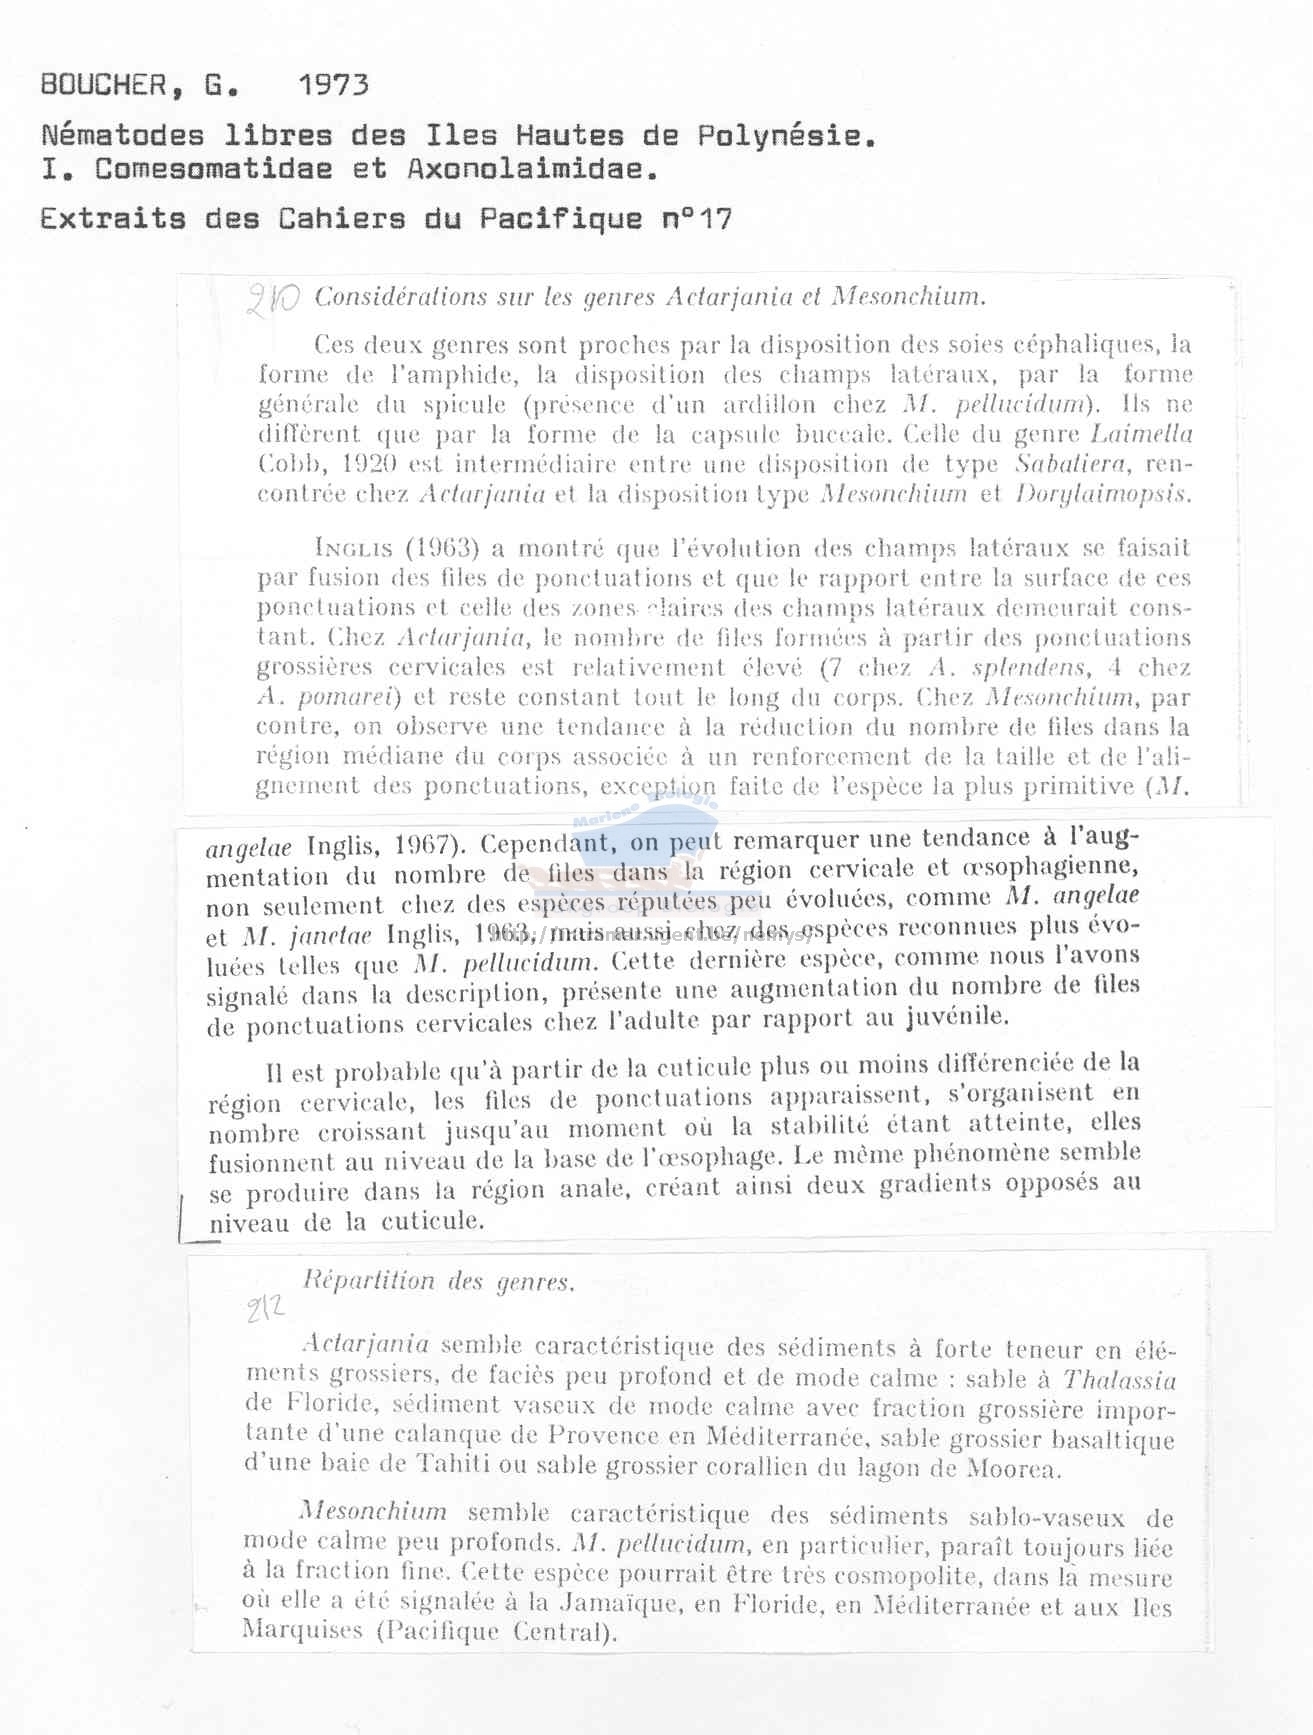 BOUCHER, G. 1973
Nématodes libres des Iles Hautes de Polynésie.
I. Comesomatidae et Axonolaimidae.
Extraits des Cahiers du Pacifique n°17
210 Considérations sur les genres Actarjania et Mesonchium.
Ces deux genres sont proches par la disposition des soies céphaliques, la
forme de l'amphide, la disposition des champs latéraux, par la forme
générale du spicule (présence d'un ardillon chez M. pellucidum). Ils ne
diffèrent que par la forme de la capsule buccale. Celle du genre Laimella
Cobb, 1920 est intermédiaire entre une disposition de type Sabatiera, ren-
contrée chez Actarjania et la disposition type Mesonchium et Dorylaimopsis.
INGLIS (1963) a montré que l'évolution des champs latéraux se faisait
par fusion des files de ponctuations et que le rapport entre la surface de ces
ponctuations et celle des zones claires des champs latéraux demeurait cons-
tant. Chez Actarjania, le nombre de files formées à partir des ponctuations
grossières cervicales est relativement élevé (7 chez A. splendens, 4 chez
A. pomarei) et reste constant tout le long du corps. Chez Mesonchium, par
contre, on observe une tendance à la réduction du nombre de files dans la
région médiane du corps associée à un renforcement de la taille et de l'ali-
gnement des ponctuations, exception faite de l'espèce la plus primitive (M.
Mariene Biologie
angelae Inglis, 1967). Cependant, on peut remarquer une tendance à l'aug-
mentation du nombre de files dans la région cervicale et œsophagienne,
non seulement chez des espèces réputées peu évoluées, comme M. angelae
et M. janetae Inglis, 1963, mais aussi chez des espèces reconnues plus évo-
luées telles que M. pellucidum. Cette dernière espèce, comme nous l'avons
signalé dans la description, présente une augmentation du nombre de files
de ponctuations cervicales chez l'adulte par rapport au juvénile.
Il est probable qu'à partir de la cuticule plus ou moins différenciée de la
région cervicale, les files de ponctuations apparaissent, s'organisent en
nombre croissant jusqu'au moment où la stabilité étant atteinte, elles
fusionnent au niveau de la base de l'œsophage. Le même phénomène semble
se produire dans la région anale, créant ainsi deux gradients opposés au
niveau de la cuticule.
Répartition des genres.
212
Actarjania semble caractéristique des sédiments à forte teneur en élé-
ments grossiers, de faciès peu profond et de mode calme : sable à Thalassia
de Floride, sédiment vaseux de mode calme avec fraction grossière impor-
tante d'une calanque de Provence en Méditerranée, sable grossier basaltique
d'une baie de Tahiti ou sable grossier corallien du lagon de Moorea.
Mesonchium semble caractéristique des sédiments sablo-vaseux de
mode calme peu profonds. M. pellucidum, en particulier, paraît toujours liée
à la fraction fine. Cette espèce pourrait être très cosmopolite, dans la mesure
où elle a été signalée à la Jamaïque, en Floride, en Méditerranée et aux Iles
Marquises (Pacifique Central).